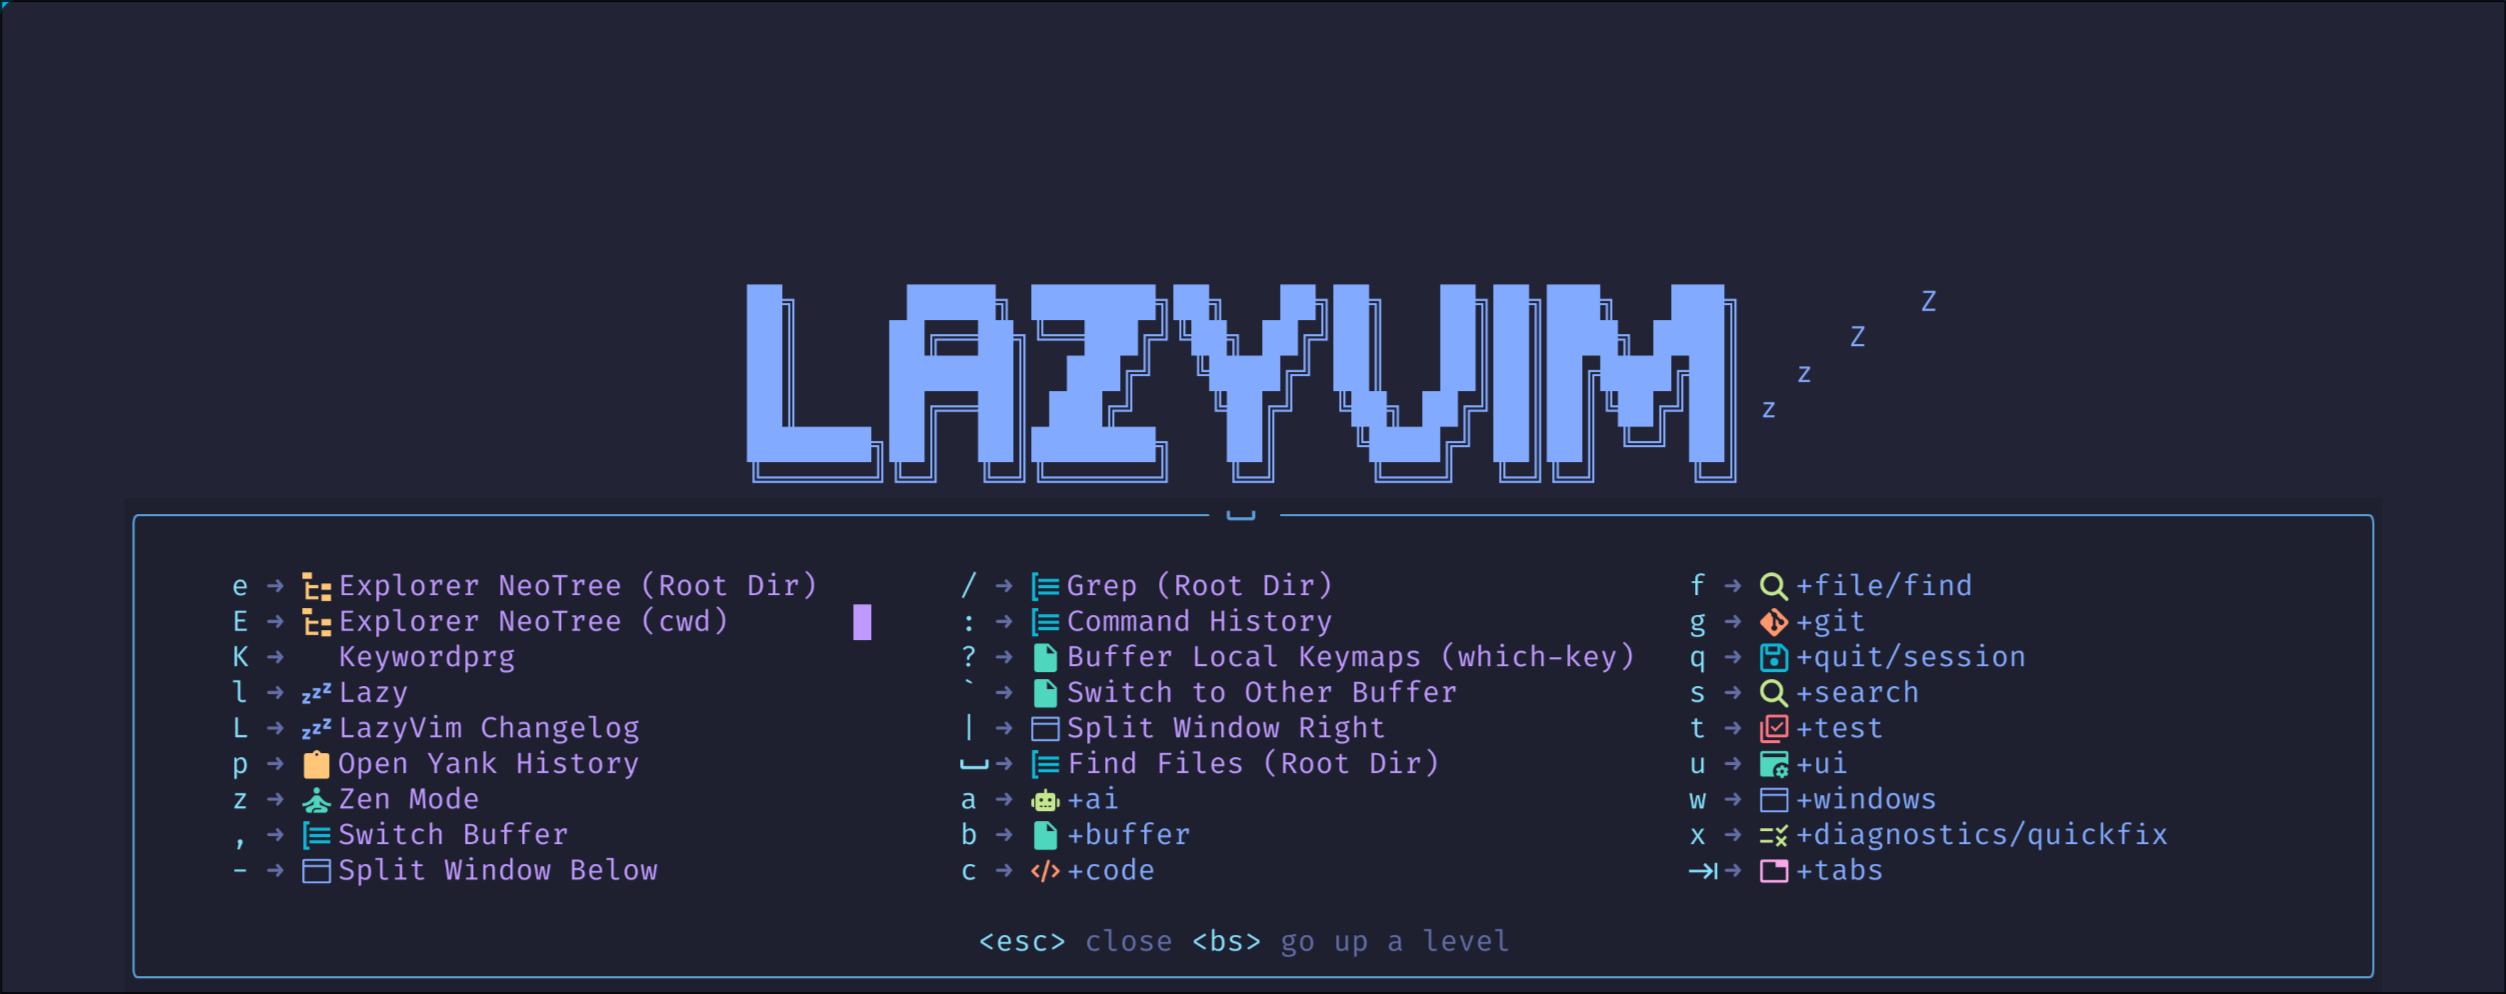 LAZYVIM
Z
Z
z
z
e → Explorer NeoTree (Root Dir)
E → Explorer NeoTree (cwd)
K → Keywordprg
l → zzz Lazy
L → zzz LazyVim Changelog
p → Open Yank History
z → Zen Mode
, → Switch Buffer
- → Split Window Below
/ → Grep (Root Dir)
: → Command History
? → Buffer Local Keymaps (which-key)
` → Switch to Other Buffer
| → Split Window Right
␣ → Find Files (Root Dir)
a → +ai
b → +buffer
c → </> +code
f → +file/find
g → +git
q → +quit/session
s → +search
t → +test
u → +ui
w → +windows
x → +diagnostics/quickfix
⇥ → +tabs
<esc> close <bs> go up a level